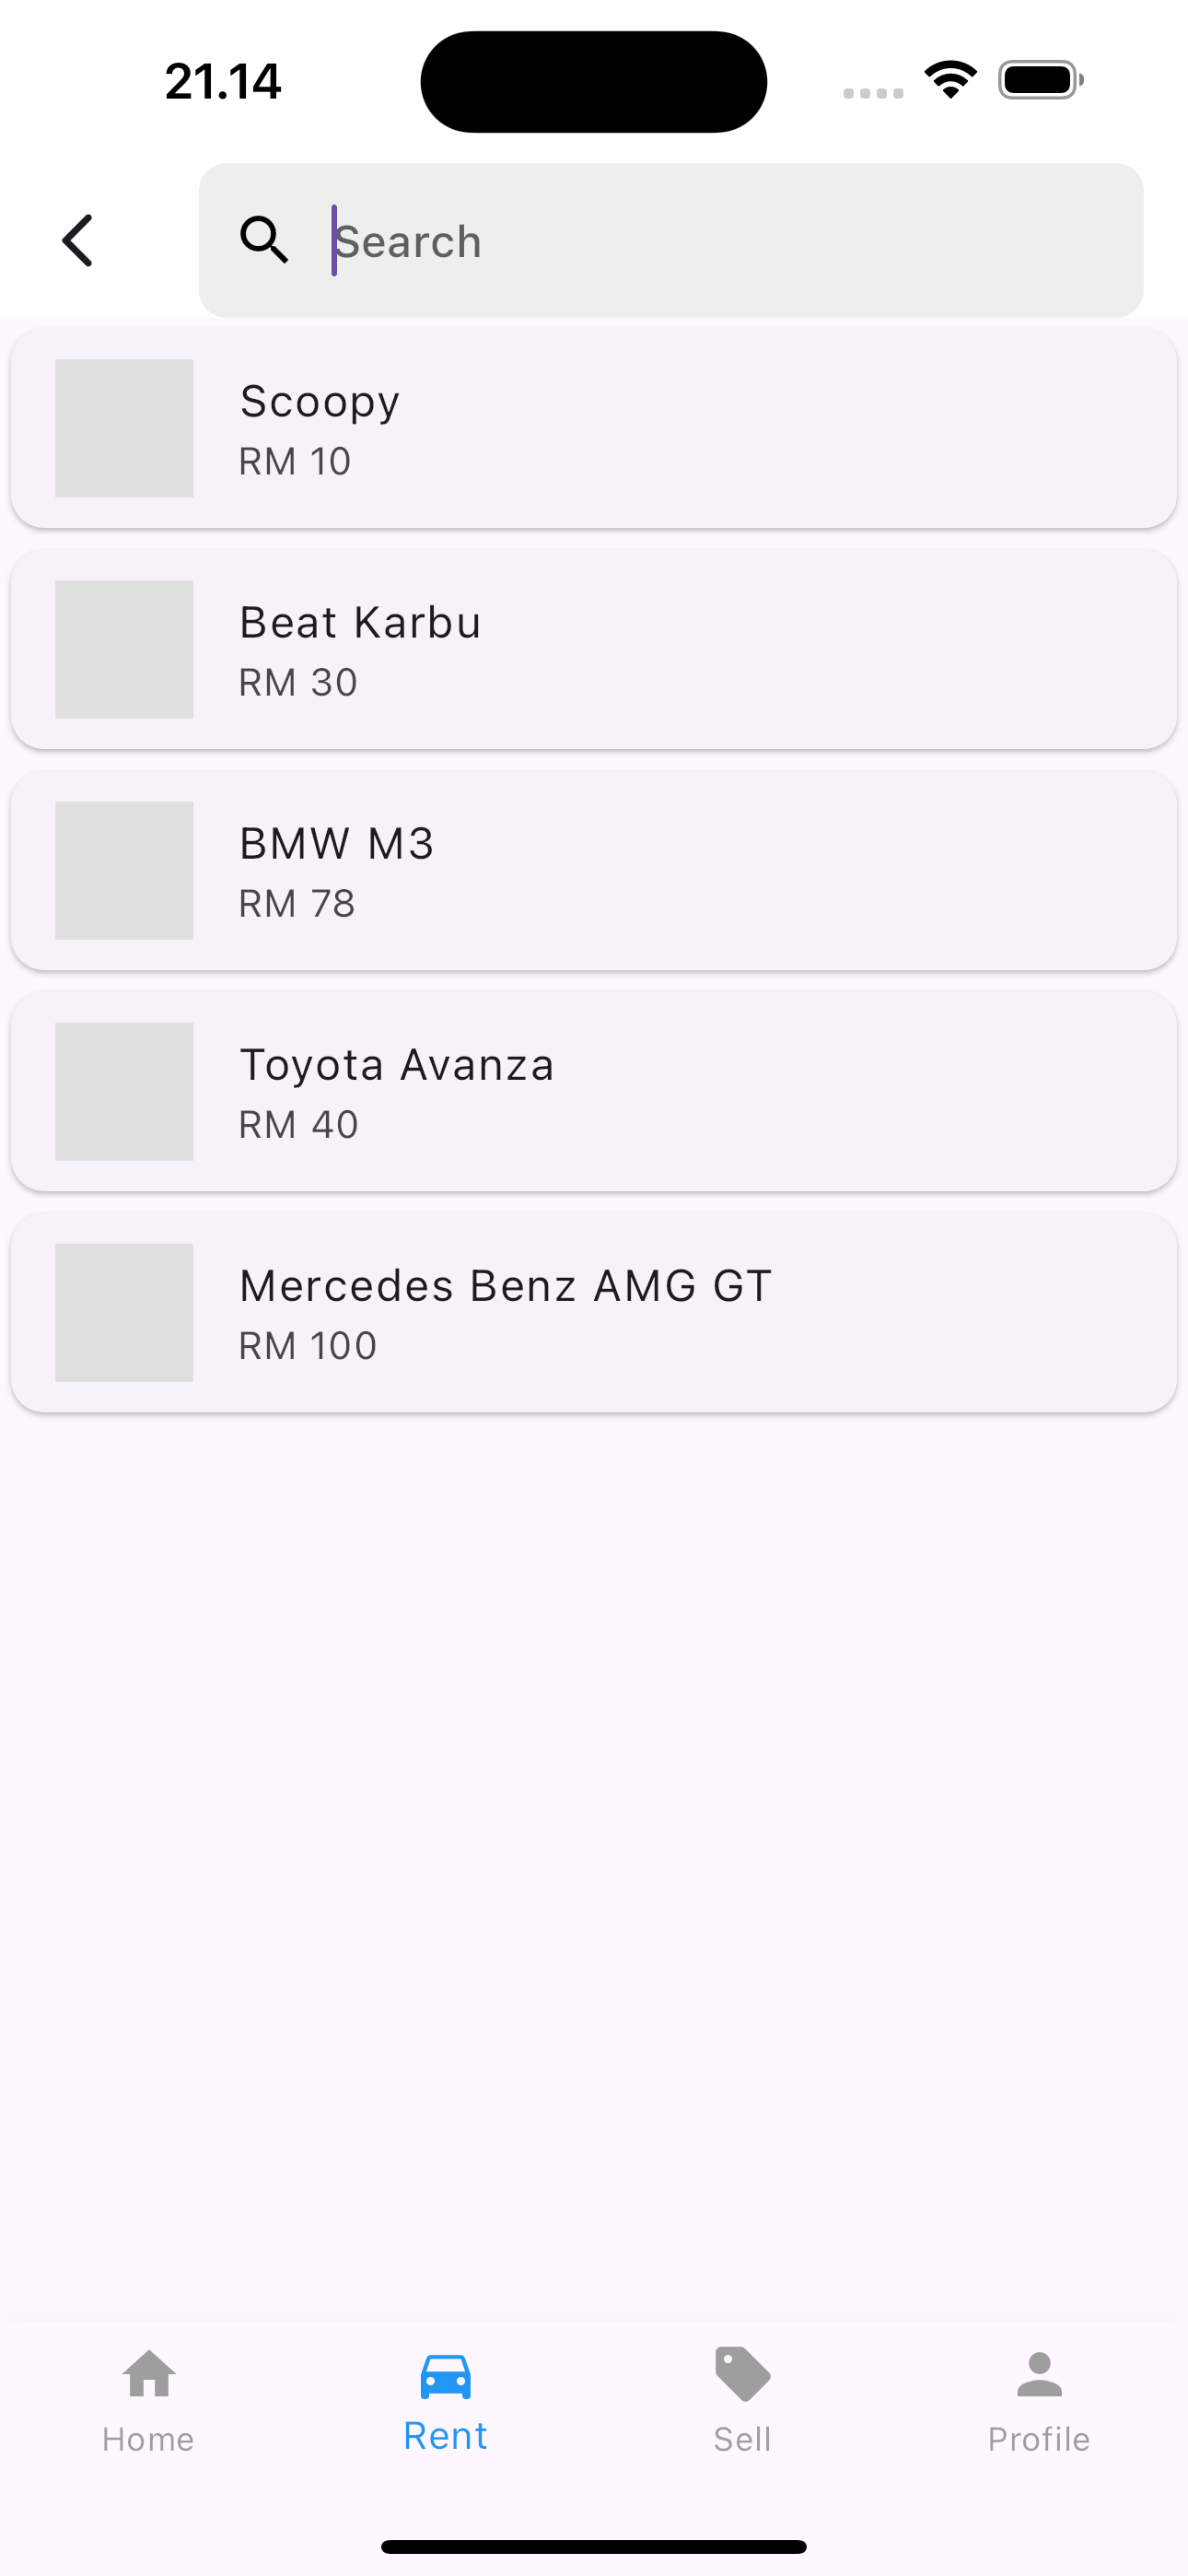 21.14
Search
Scoopy
RM 10
Beat Karbu
RM 30
BMW M3
RM 78
Toyota Avanza
RM 40
Mercedes Benz AMG GT
RM 100
Home
Rent
Sell
Profile